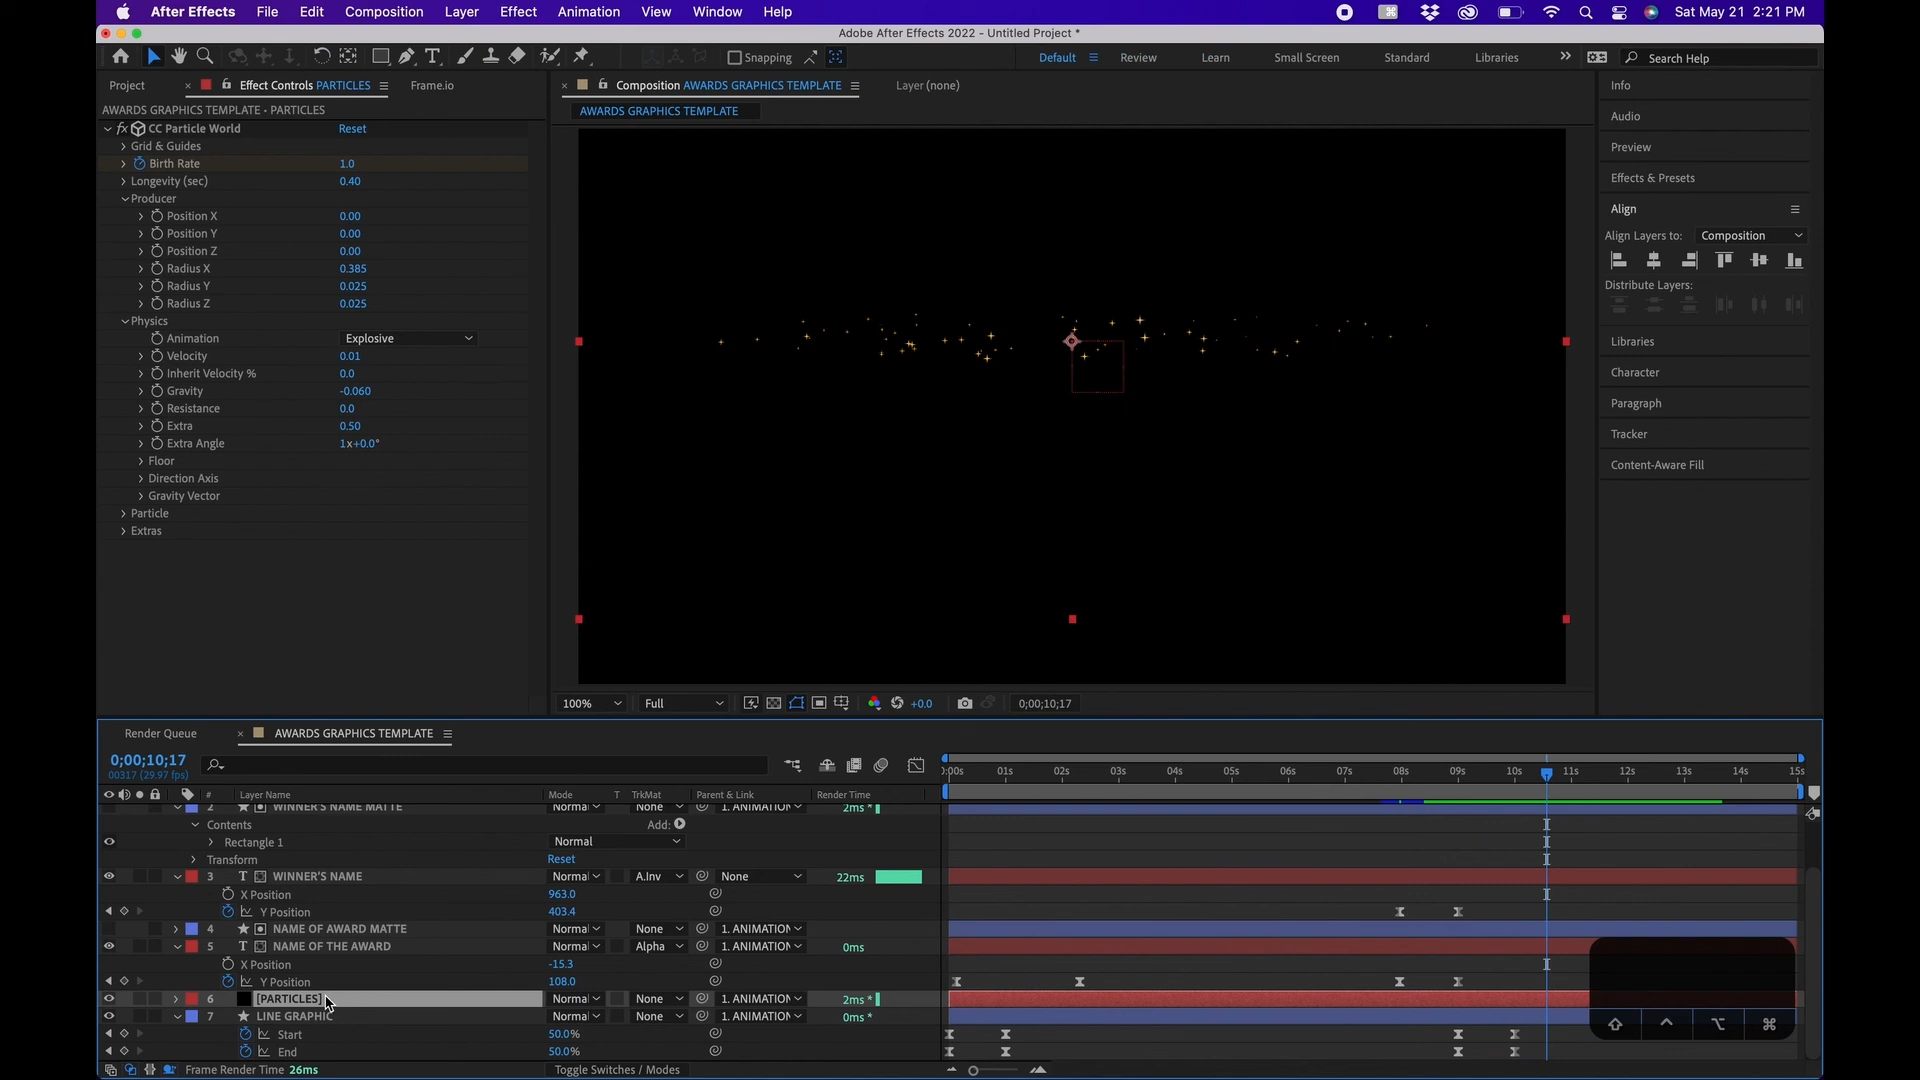 After Effects File Edit Composition Layer Effect Animation View Window Help Sat May 21 2:21 PM
Adobe After Effects 2022 - Untitled Project *
Snapping Default Review Learn Small Screen Standard Libraries Search Help
Project Effect Controls PARTICLES Frame.io Composition AWARDS GRAPHICS TEMPLATE Layer (none) Info
AWARDS GRAPHICS TEMPLATE • PARTICLES AWARDS GRAPHICS TEMPLATE
fx CC Particle World Reset Audio
Grid & Guides Preview
Birth Rate 1.0
Longevity (sec) 0.40 Effects & Presets
Producer
Position X 0.00 Align
Position Y 0.00 Align Layers to: Composition
Position Z 0.00
Radius X 0.385
Radius Y 0.025 Distribute Layers:
Radius Z 0.025
Physics
Animation Explosive Libraries
Velocity 0.01
Inherit Velocity % 0.0 Character
Gravity -0.060
Resistance 0.0 Paragraph
Extra 0.50 Tracker
Extra Angle 1x+0.0°
Floor Content-Aware Fill
Direction Axis
Gravity Vector
Particle
Extras
100% Full +0.0 0;00;10;17
Render Queue AWARDS GRAPHICS TEMPLATE
0;00;10;17
00317 (29.97 fps) 0:00s 01s 02s 03s 04s 05s 06s 07s 08s 09s 10s 11s 12s 13s 14s 15s
# Layer Name Mode T TrkMat Parent & Link Render Time
2 WINNER'S NAME MATTE Norma None 1. ANIMATION 2ms *
Contents Add:
Rectangle 1 Normal
Transform Reset
3 T WINNER'S NAME Norma A.Inv None 22ms
X Position 963.0
Y Position 403.4
4 NAME OF AWARD MATTE Norma None 1. ANIMATION
5 T NAME OF THE AWARD Norma Alpha 1. ANIMATION 0ms
X Position -15.3
Y Position 108.0
6 [PARTICLES] Norma None 1. ANIMATION 2ms *
7 LINE GRAPHIC Norma None 1. ANIMATION 0ms *
Start 50.0%
End 50.0%
Frame Render Time 26ms Toggle Switches / Modes